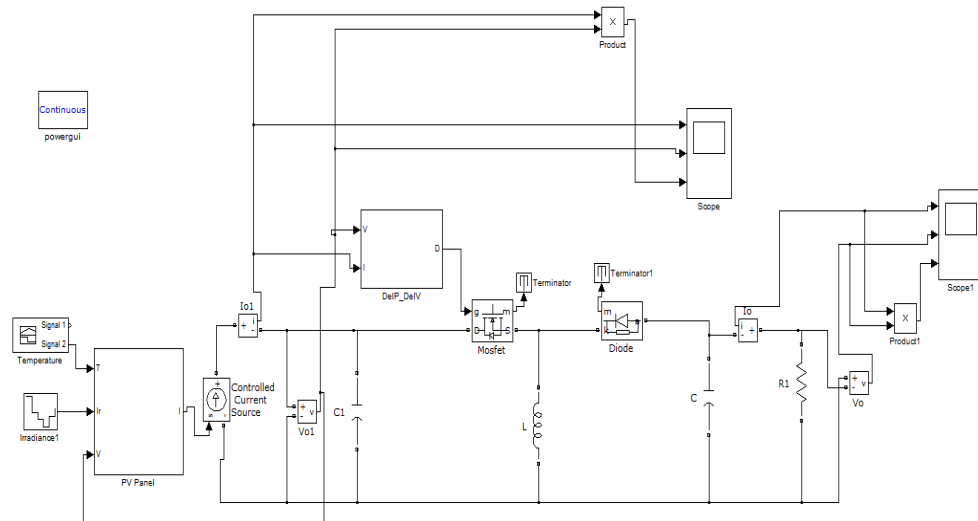 Product
Continuous
powergui
Scope
V
I
D
DelP_DelV
Terminator
Terminator1
Io1
+
-
i
g
m
D
S
Mosfet
m
a
k
Diode
Io
i
-
+
Scope1
Product1
Signal 1
Signal 2
Temperature
T
Ir
V
I
PV Panel
Irradiance1
+
s
-
Controlled
Current
Source
+
-
v
Vo1
C1
L
C
R1
+
-
v
Vo